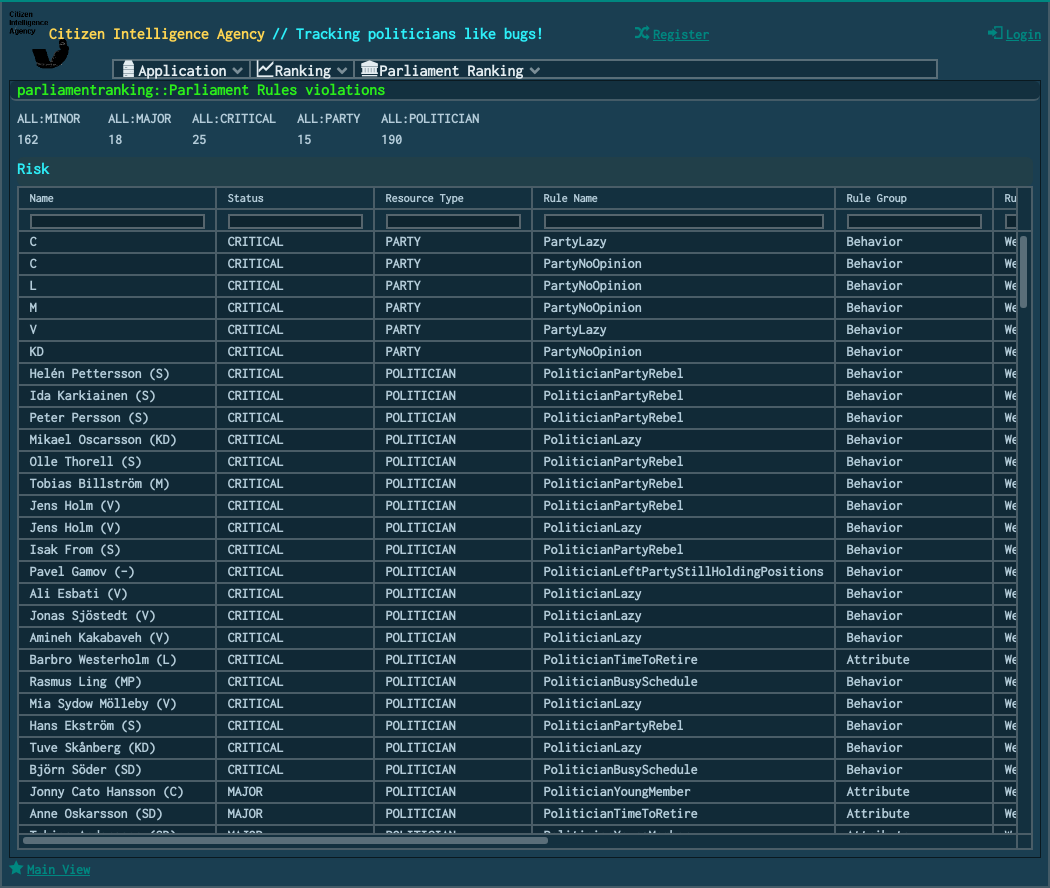 Citizen
Intelligence
Agency
Citizen Intelligence Agency // Tracking politicians like bugs!
Register
Login
Application Ranking Parliament Ranking
parliamentranking::Parliament Rules violations
ALL:MINOR ALL:MAJOR ALL:CRITICAL ALL:PARTY ALL:POLITICIAN
162 18 25 15 190
Risk
Name Status Resource Type Rule Name Rule Group Ru
C CRITICAL PARTY PartyLazy Behavior We
C CRITICAL PARTY PartyNoOpinion Behavior We
L CRITICAL PARTY PartyNoOpinion Behavior We
M CRITICAL PARTY PartyNoOpinion Behavior We
V CRITICAL PARTY PartyLazy Behavior We
KD CRITICAL PARTY PartyNoOpinion Behavior We
Helén Pettersson (S) CRITICAL POLITICIAN PoliticianPartyRebel Behavior We
Ida Karkiainen (S) CRITICAL POLITICIAN PoliticianPartyRebel Behavior We
Peter Persson (S) CRITICAL POLITICIAN PoliticianPartyRebel Behavior We
Mikael Oscarsson (KD) CRITICAL POLITICIAN PoliticianLazy Behavior We
Olle Thorell (S) CRITICAL POLITICIAN PoliticianPartyRebel Behavior We
Tobias Billström (M) CRITICAL POLITICIAN PoliticianPartyRebel Behavior We
Jens Holm (V) CRITICAL POLITICIAN PoliticianPartyRebel Behavior We
Jens Holm (V) CRITICAL POLITICIAN PoliticianLazy Behavior We
Isak From (S) CRITICAL POLITICIAN PoliticianPartyRebel Behavior We
Pavel Gamov (-) CRITICAL POLITICIAN PoliticianLeftPartyStillHoldingPositions Behavior We
Ali Esbati (V) CRITICAL POLITICIAN PoliticianLazy Behavior We
Jonas Sjöstedt (V) CRITICAL POLITICIAN PoliticianLazy Behavior We
Amineh Kakabaveh (V) CRITICAL POLITICIAN PoliticianLazy Behavior We
Barbro Westerholm (L) CRITICAL POLITICIAN PoliticianTimeToRetire Attribute We
Rasmus Ling (MP) CRITICAL POLITICIAN PoliticianBusySchedule Behavior We
Mia Sydow Mölleby (V) CRITICAL POLITICIAN PoliticianLazy Behavior We
Hans Ekström (S) CRITICAL POLITICIAN PoliticianPartyRebel Behavior We
Tuve Skånberg (KD) CRITICAL POLITICIAN PoliticianLazy Behavior We
Björn Söder (SD) CRITICAL POLITICIAN PoliticianBusySchedule Behavior We
Jonny Cato Hansson (C) MAJOR POLITICIAN PoliticianYoungMember Attribute We
Anne Oskarsson (SD) MAJOR POLITICIAN PoliticianTimeToRetire Attribute We
Main View